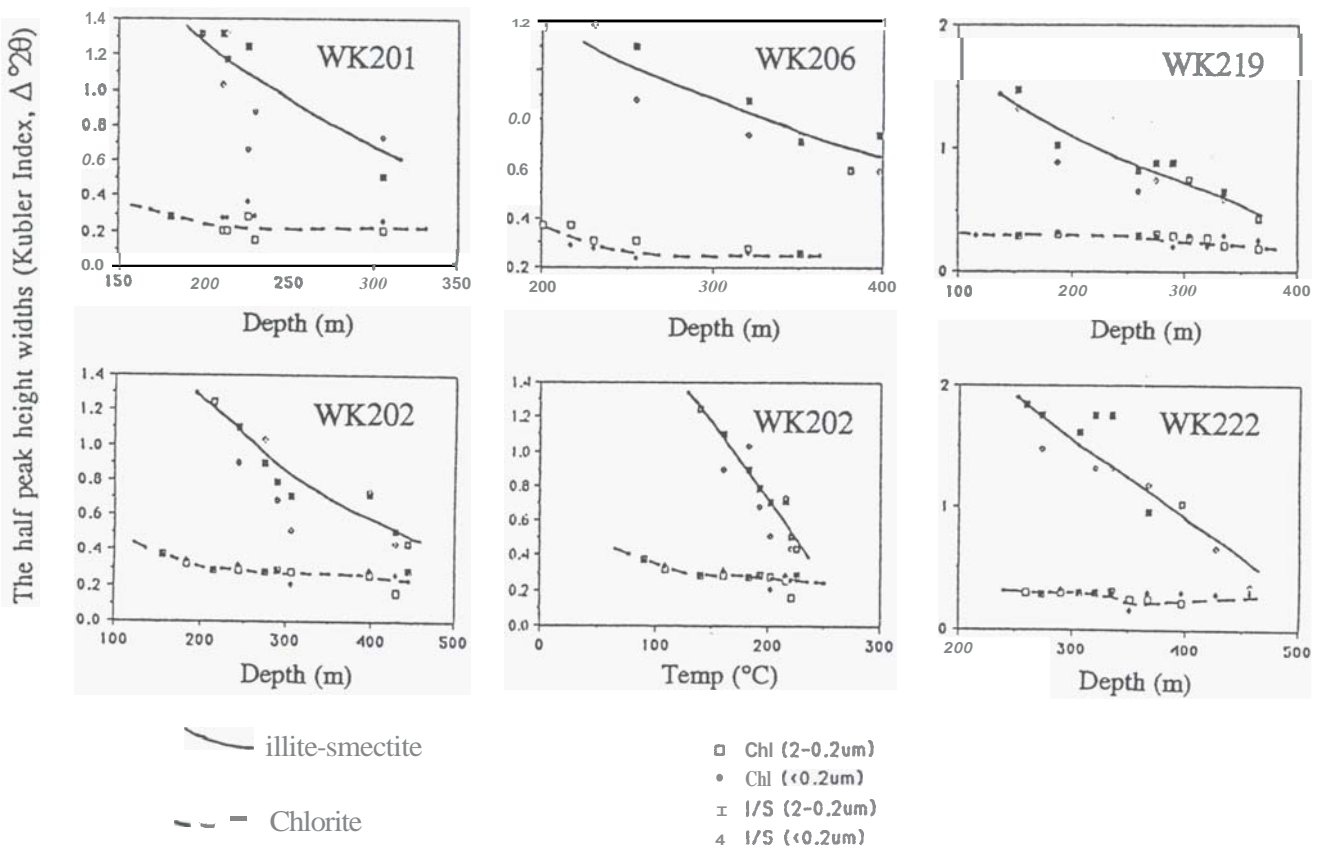 The half peak height widths (Kubler Index, Δ°2θ)
WK201
1.4
1.2
1.0
0.8
0.6
0.4
0.2
0.0
150 200 250 300 350
Depth (m)
WK206
1.2
0.0
0.6
0.4
0.2
200 300 400
Depth (m)
WK219
2
1
0
100 200 300 400
Depth (m)
WK202
1.4
1.2
1.0
0.8
0.6
0.4
0.2
0.0
100 200 300 400 500
Depth (m)
WK202
1.4
1.2
1.0
0.8
0.6
0.4
0.2
0.0
0 100 200 300
Temp (°C)
WK222
2
1
0
200 300 400 500
Depth (m)
illite-smectite
Chlorite
Chl (2-0.2um)
Chl (<0.2um)
I/S (2-0.2um)
I/S (<0.2um)